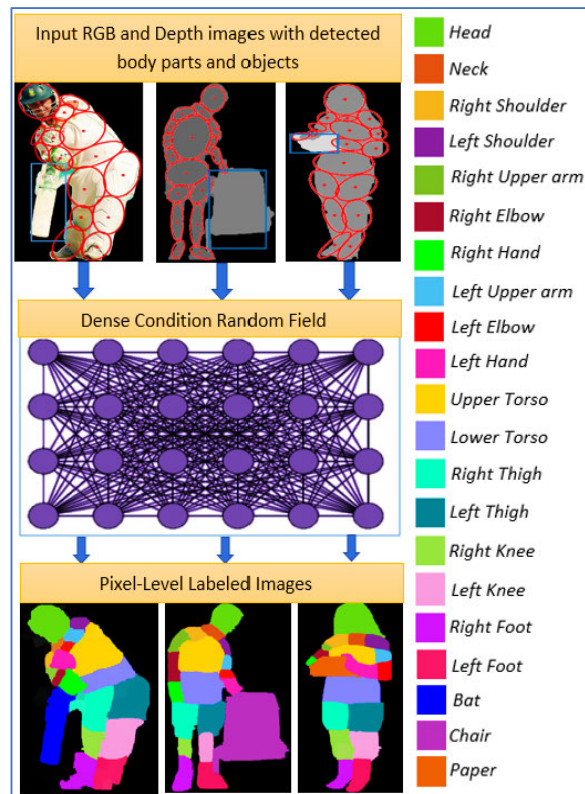 Input RGB and Depth images with detected
body parts and objects
Dense Condition Random Field
Pixel-Level Labeled Images
Head
Neck
Right Shoulder
Left Shoulder
Right Upper arm
Right Elbow
Right Hand
Left Upper arm
Left Elbow
Left Hand
Upper Torso
Lower Torso
Right Thigh
Left Thigh
Right Knee
Left Knee
Right Foot
Left Foot
Bat
Chair
Paper